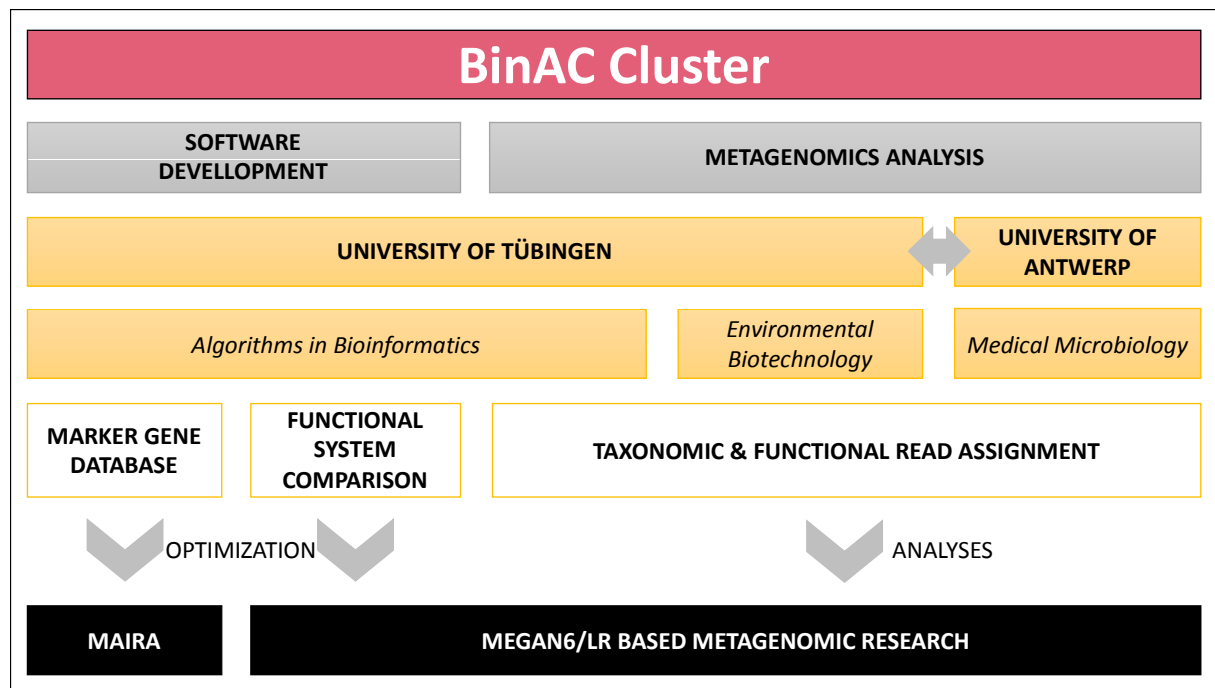 BinAC Cluster
SOFTWARE
DEVELLOPMENT
METAGENOMICS ANALYSIS
UNIVERSITY OF TÜBINGEN
UNIVERSITY OF
ANTWERP
Algorithms in Bioinformatics
Environmental
Biotechnology
Medical Microbiology
MARKER GENE
DATABASE
FUNCTIONAL
SYSTEM
COMPARISON
TAXONOMIC & FUNCTIONAL READ ASSIGNMENT
OPTIMIZATION
ANALYSES
MAIRA
MEGAN6/LR BASED METAGENOMIC RESEARCH